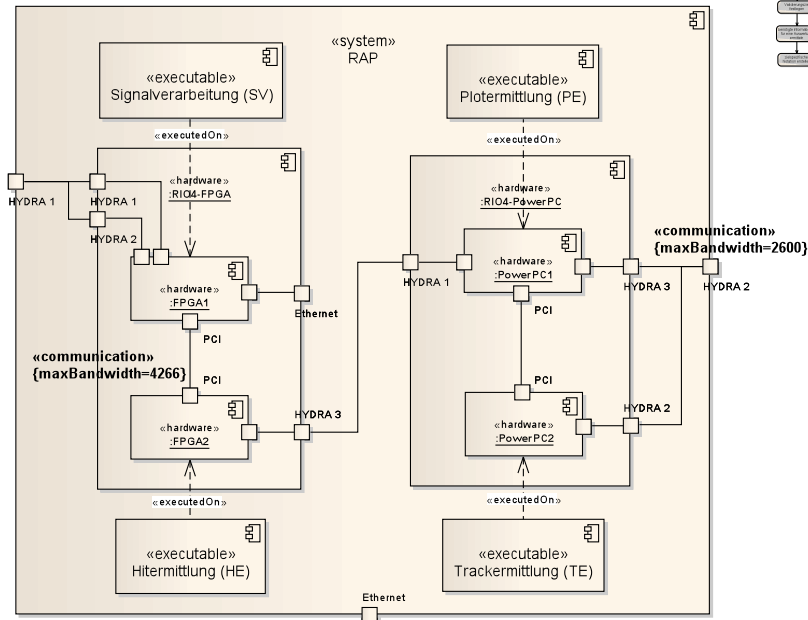 «system»
RAP
«executable»
Signalverarbeitung (SV)
«executable»
Plotermittlung (PE)
«executedOn»
«executedOn»
HYDRA 1
HYDRA 1
HYDRA 2
«hardware»
:RIO4-FPGA
«hardware»
:RIO4-PowerPC
«communication»
{maxBandwidth=2600}
«hardware»
:FPGA1
Ethernet
HYDRA 1
«hardware»
:PowerPC1
HYDRA 3
HYDRA 2
PCI
PCI
«communication»
{maxBandwidth=4266}
PCI
PCI
«hardware»
:FPGA2
HYDRA 3
«hardware»
:PowerPC2
HYDRA 2
«executedOn»
«executedOn»
«executable»
Hitermittlung (HE)
«executable»
Trackermittlung (TE)
Ethernet